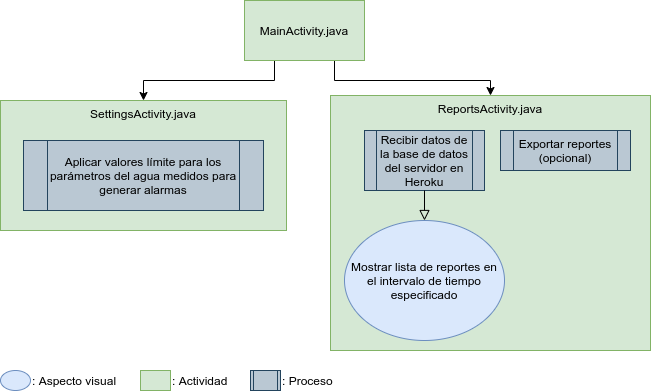 MainActivity.java
SettingsActivity.java
Aplicar valores límite para los
parámetros del agua medidos para
generar alarmas
ReportsActivity.java
Recibir datos de
la base de datos
del servidor en
Heroku
Exportar reportes
(opcional)
Mostrar lista de reportes en
el intervalo de tiempo
especificado
: Aspecto visual
: Actividad
: Proceso